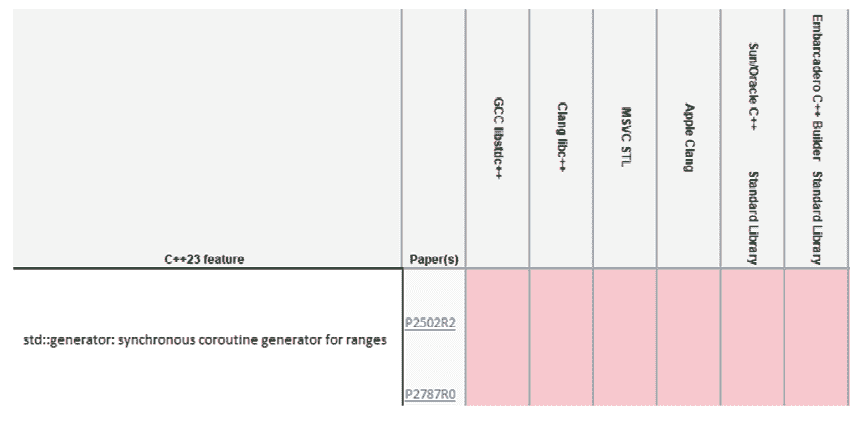 C++23 feature
Paper(s)
GCC libstdc++
Clang libc++
MSVC STL
Apple Clang
Sun/Oracle C++
Standard Library
Embarcadero C++ Builder
Standard Library
std::generator: synchronous coroutine generator for ranges
P2502R2
P2787R0